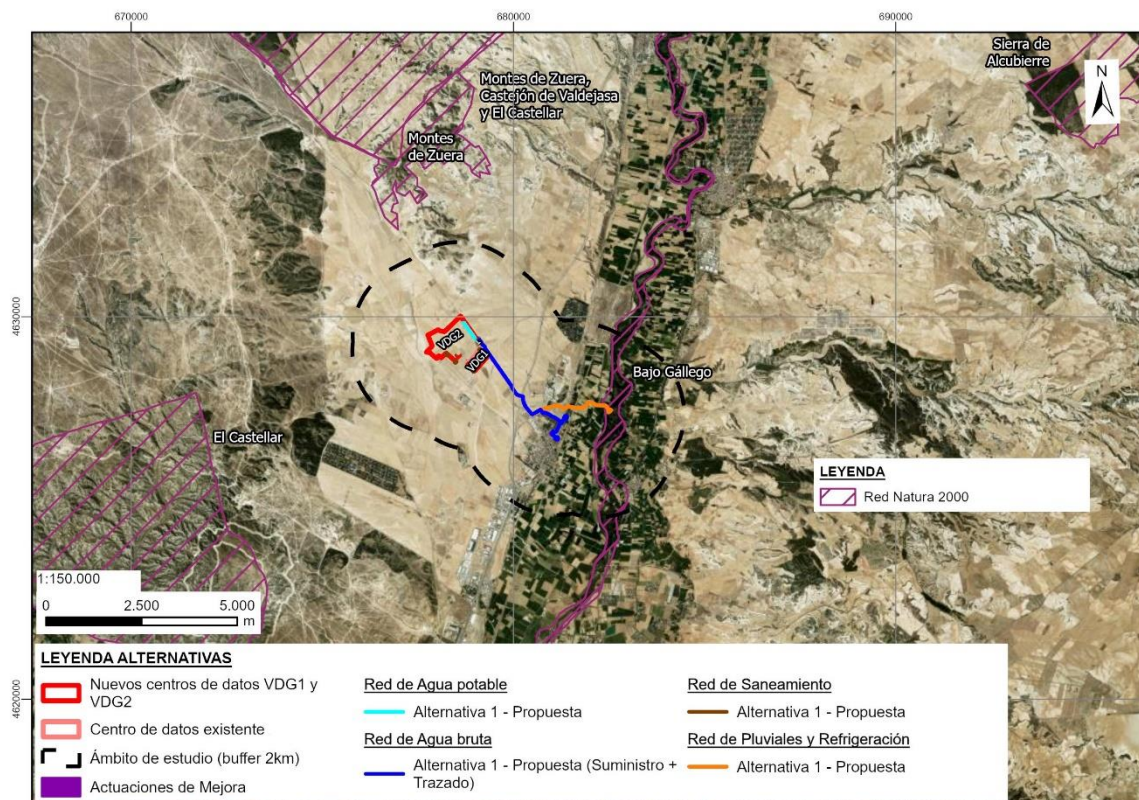 670000
680000
690000
4630000
4620000
Sierra de
Alcubierre
N
Montes de Zuera,
Castejón de Valdejasa
y El Castellar
Montes
de Zuera
VDG2
VDG1
Bajo Gállego
El Castellar
LEYENDA
Red Natura 2000
1:150.000
0 2.500 5.000
m
LEYENDA ALTERNATIVAS
Nuevos centros de datos VDG1 y
VDG2
Centro de datos existente
Ámbito de estudio (buffer 2km)
Actuaciones de Mejora
Red de Agua potable
Alternativa 1 - Propuesta
Red de Agua bruta
Alternativa 1 - Propuesta (Suministro +
Trazado)
Red de Saneamiento
Alternativa 1 - Propuesta
Red de Pluviales y Refrigeración
Alternativa 1 - Propuesta